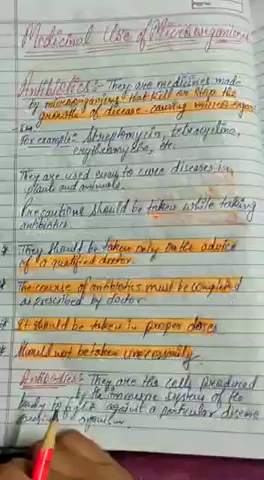 Medicinal Use of Microorganisms
Antibiotics:- They are medicines made
by microorganisms that kill or stop the
growth of disease-causing micro
For example:- Streptomycin, tetracycline,
erythromycin, etc.
They are used even to cure diseases in
plants and animals.
Precautions should be taken while taking
antibiotics.
* They should be taken only on the advice
of a qualified doctor.
The course of antibiotics must be completed
as prescribed by doctor
* It should be taken in proper doses
* Should not be taken unnecessarily
Antibodies:- They are the cells produced
by the immune system of the
body to fight against a particular disease